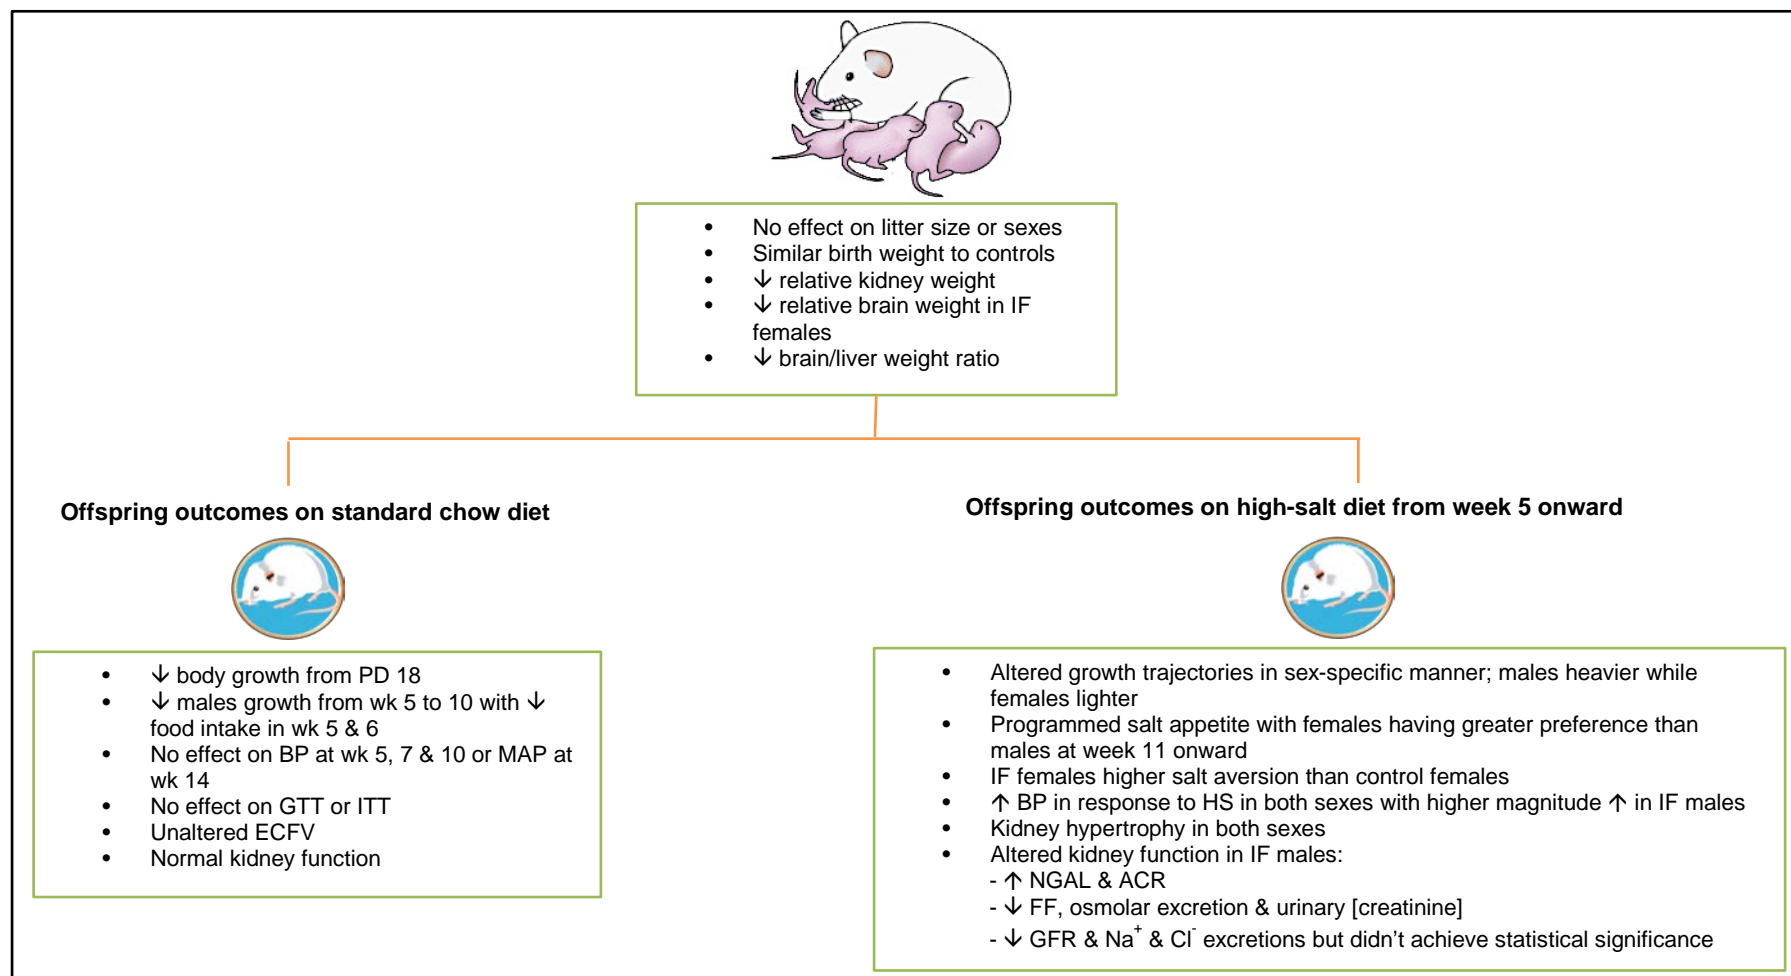 • No effect on litter size or sexes
• Similar birth weight to controls
• ↓ relative kidney weight
• ↓ relative brain weight in IF
females
• ↓ brain/liver weight ratio
Offspring outcomes on standard chow diet
• ↓ body growth from PD 18
• ↓ males growth from wk 5 to 10 with ↓
food intake in wk 5 & 6
• No effect on BP at wk 5, 7 & 10 or MAP at
wk 14
• No effect on GTT or ITT
• Unaltered ECFV
• Normal kidney function
Offspring outcomes on high-salt diet from week 5 onward
• Altered growth trajectories in sex-specific manner; males heavier while
females lighter
• Programmed salt appetite with females having greater preference than
males at week 11 onward
• IF females higher salt aversion than control females
• ↑ BP in response to HS in both sexes with higher magnitude ↑ in IF males
• Kidney hypertrophy in both sexes
• Altered kidney function in IF males:
- ↑ NGAL & ACR
- ↓ FF, osmolar excretion & urinary [creatinine]
- ↓ GFR & Na⁺ & Cl⁻ excretions but didn’t achieve statistical significance